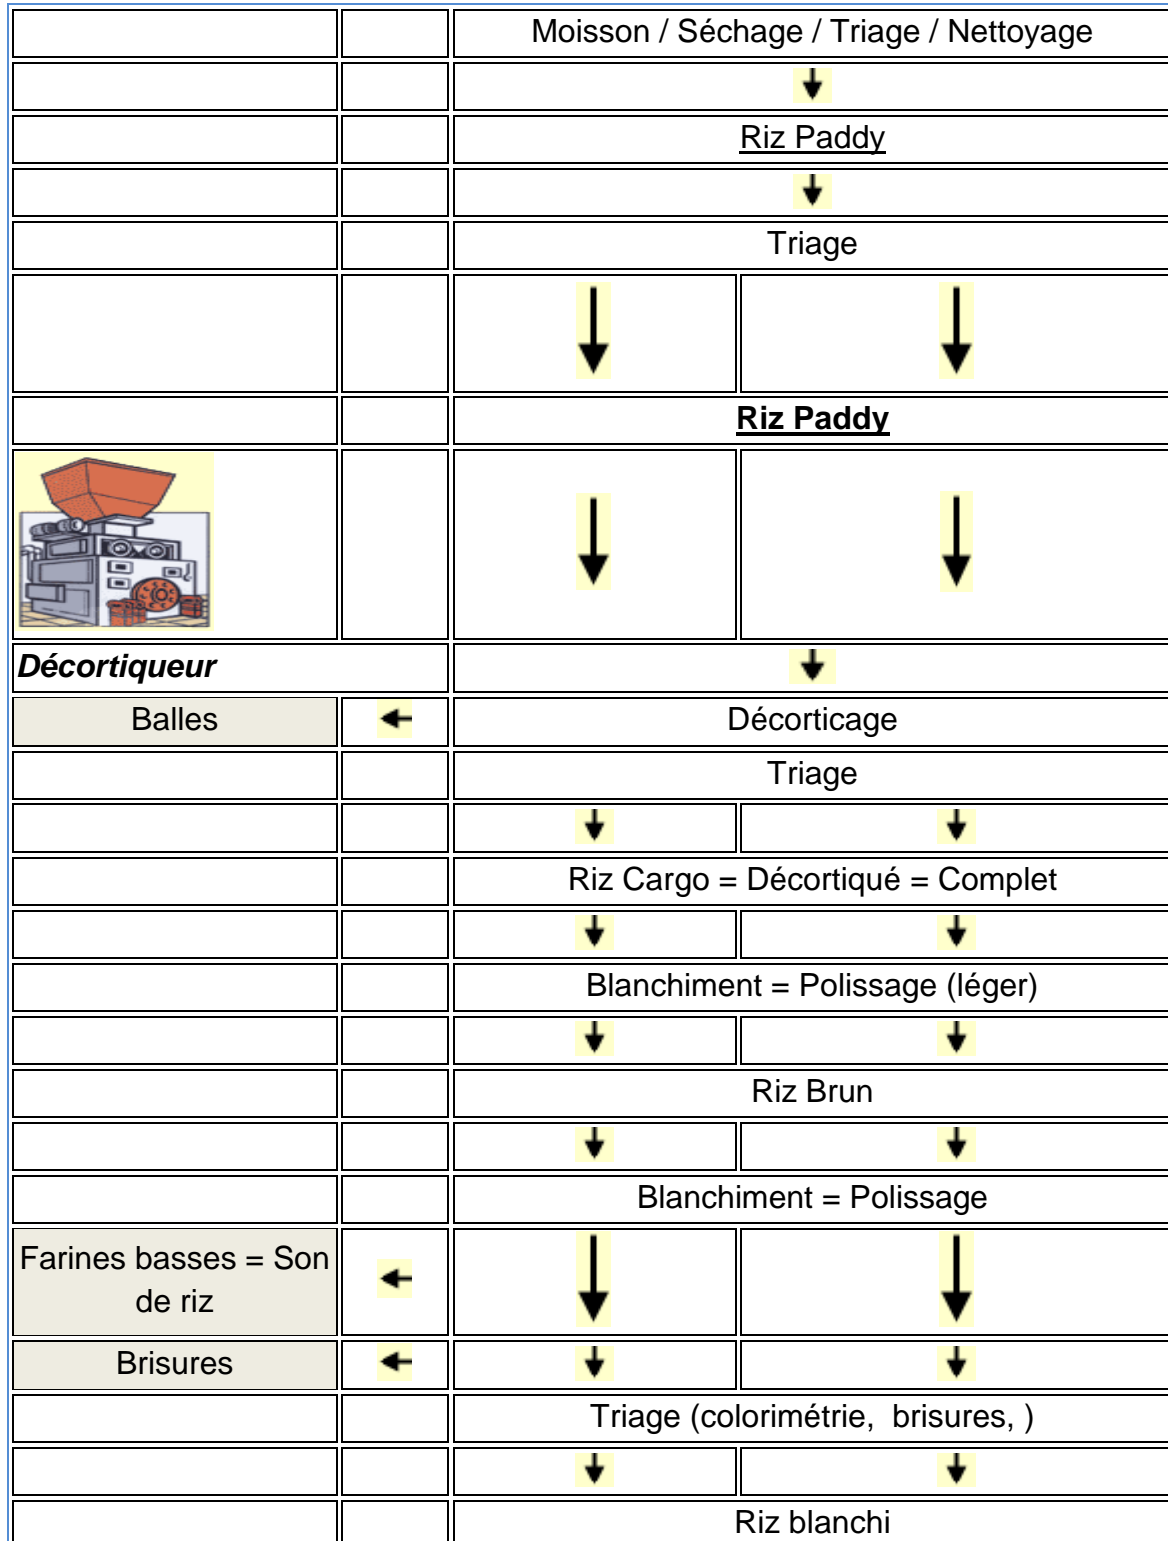 Moisson / Séchage / Triage / Nettoyage
Riz Paddy
Triage
Riz Paddy
Décortiqueur
Balles
Décorticage
Triage
Riz Cargo = Décortiqué = Complet
Blanchiment = Polissage (léger)
Riz Brun
Blanchiment = Polissage
Farines basses = Son
de riz
Brisures
Triage (colorimétrie,  brisures, )
Riz blanchi